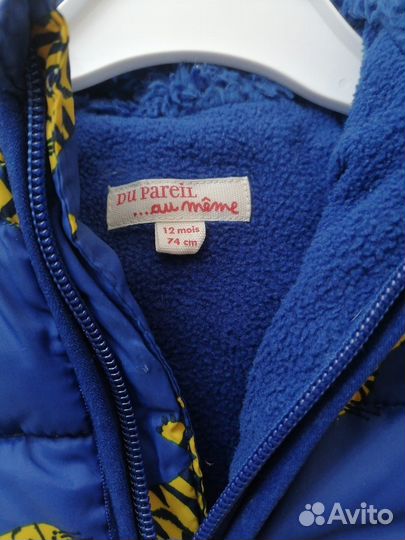 DU PAREIL
...au même
12 mois
74 cm
Avito